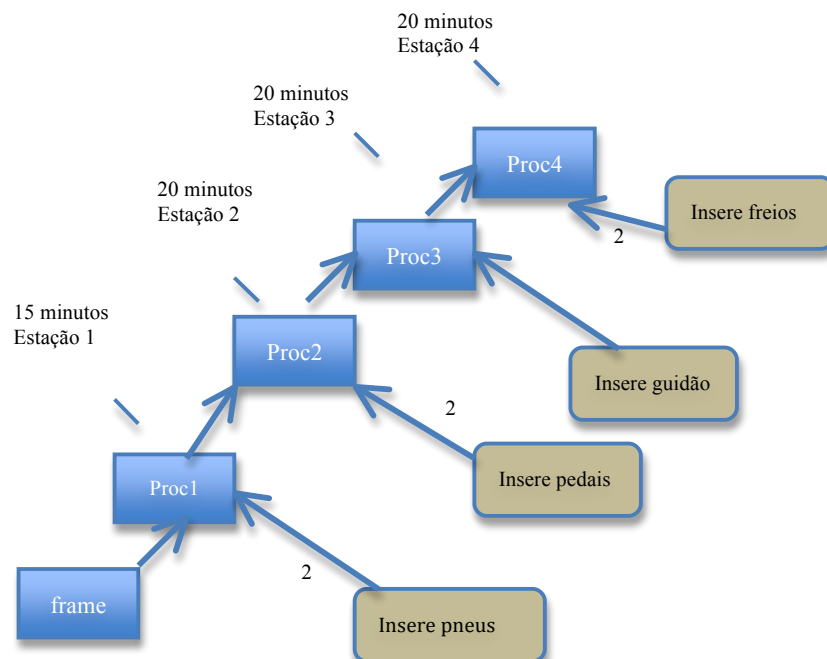 20 minutos
Estação 4
20 minutos
Estação 3
Proc4
Insere freios
2
20 minutos
Estação 2
Proc3
15 minutos
Estação 1
Proc2
Insere guidão
2
Insere pedais
Proc1
2
frame
Insere pneus